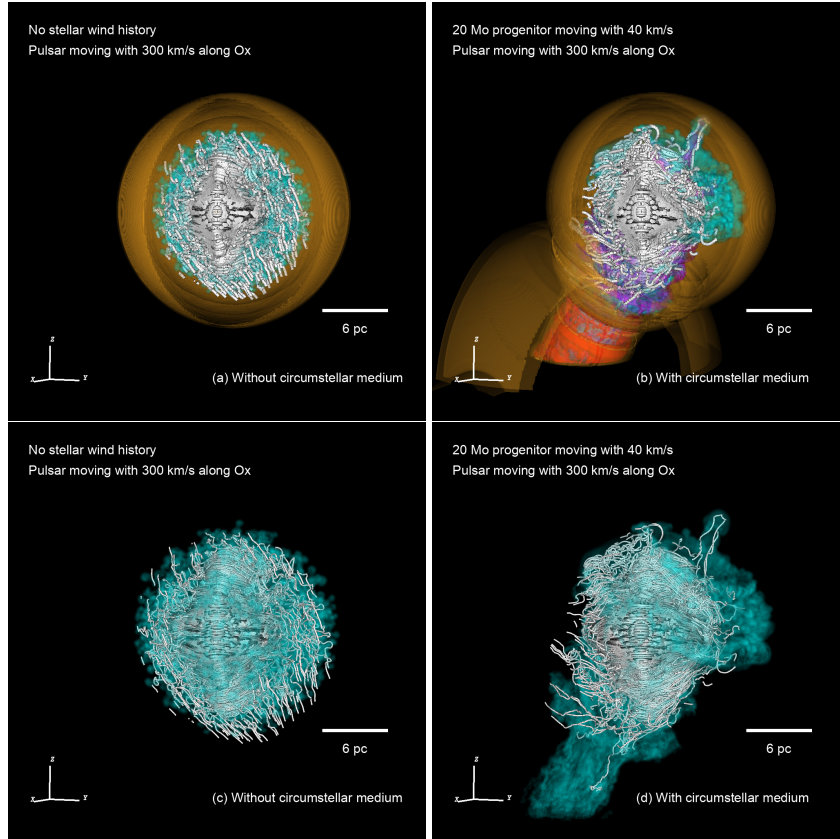 No stellar wind history
Pulsar moving with 300 km/s along Ox
6 pc
Z
X
Y
(a) Without circumstellar medium
20 Mo progenitor moving with 40 km/s
Pulsar moving with 300 km/s along Ox
6 pc
Z
X
Y
(b) With circumstellar medium
No stellar wind history
Pulsar moving with 300 km/s along Ox
6 pc
Z
X
Y
(c) Without circumstellar medium
20 Mo progenitor moving with 40 km/s
Pulsar moving with 300 km/s along Ox
6 pc
Z
X
Y
(d) With circumstellar medium